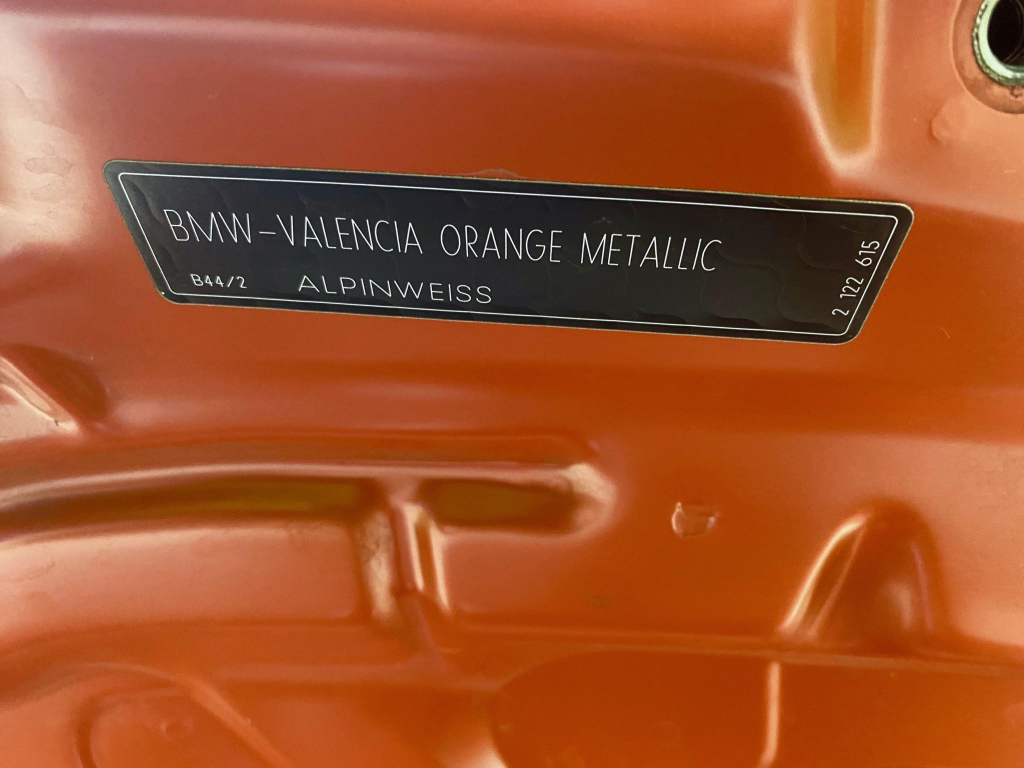 BMW-VALENCIA ORANGE METALLIC
B44/2 ALPINWEISS
2 122 615